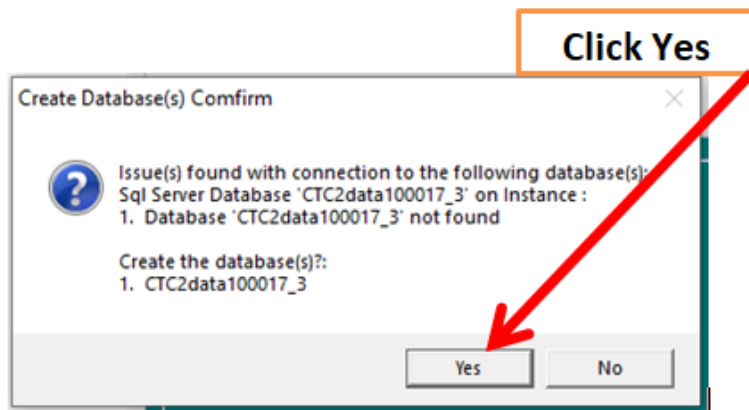 Click Yes
Create Database(s) Comfirm
Issue(s) found with connection to the following database(s):
Sql Server Database 'CTC2data100017_3' on Instance :
1. Database 'CTC2data100017_3' not found
Create the database(s)?:
1. CTC2data100017_3
Yes
No